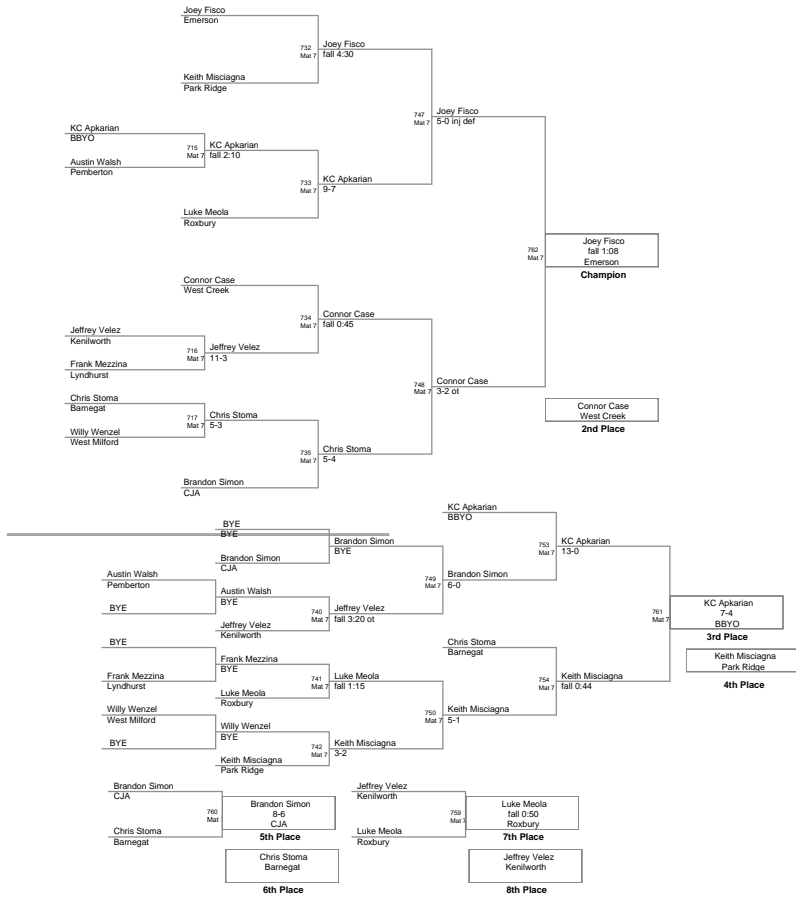 Joey Fisco
Emerson
732
Mat 7
Joey Fisco
fall 4:30
Keith Misciagna
Park Ridge
747
Mat 7
Joey Fisco
5-0 inj def
KC Apkarian
BBYO
715
Mat 7
KC Apkarian
fall 2:10
Austin Walsh
Pemberton
733
Mat 7
KC Apkarian
9-7
Luke Meola
Roxbury
762
Mat 7
Joey Fisco
fall 1:08
Emerson
Champion
Connor Case
West Creek
734
Mat 7
Connor Case
fall 0:45
Jeffrey Velez
Kenilworth
716
Mat 7
Jeffrey Velez
11-3
Frank Mezzina
Lyndhurst
748
Mat 7
Connor Case
3-2 ot
Chris Stoma
Barnegat
717
Mat 7
Chris Stoma
5-3
Willy Wenzel
West Milford
735
Mat 7
Chris Stoma
5-4
Brandon Simon
CJA
Connor Case
West Creek
2nd Place
KC Apkarian
BBYO
BYE
BYE
Brandon Simon
BYE
753
Mat 7
KC Apkarian
13-0
Brandon Simon
CJA
749
Mat 7
Brandon Simon
6-0
Austin Walsh
Pemberton
Austin Walsh
BYE
BYE
740
Mat 7
Jeffrey Velez
fall 3:20 ot
Jeffrey Velez
Kenilworth
761
Mat 7
KC Apkarian
7-4
BBYO
3rd Place
BYE
Chris Stoma
Barnegat
Keith Misciagna
Park Ridge
4th Place
Frank Mezzina
BYE
Frank Mezzina
Lyndhurst
741
Mat 7
Luke Meola
fall 1:15
754
Mat 7
Keith Misciagna
fall 0:44
Luke Meola
Roxbury
750
Mat 7
Keith Misciagna
5-1
Willy Wenzel
West Milford
Willy Wenzel
BYE
BYE
742
Mat 7
Keith Misciagna
3-2
Keith Misciagna
Park Ridge
Brandon Simon
CJA
760
Mat
Brandon Simon
8-6
CJA
5th Place
Chris Stoma
Barnegat
Chris Stoma
Barnegat
6th Place
Jeffrey Velez
Kenilworth
759
Mat
Luke Meola
fall 0:50
Roxbury
7th Place
Luke Meola
Roxbury
Jeffrey Velez
Kenilworth
8th Place